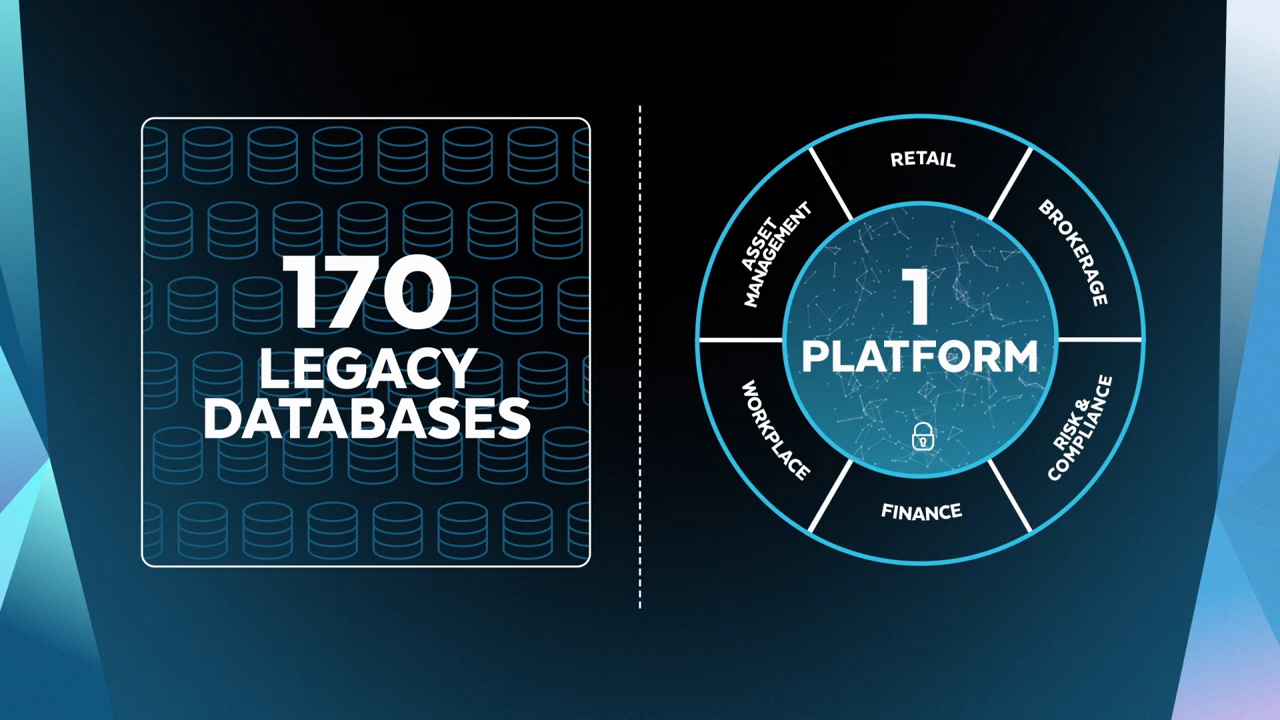 170
LEGACY
DATABASES
RETAIL
BROKERAGE
RISK &
COMPLIANCE
FINANCE
WORKPLACE
ASSET
MANAGEMENT
1
PLATFORM